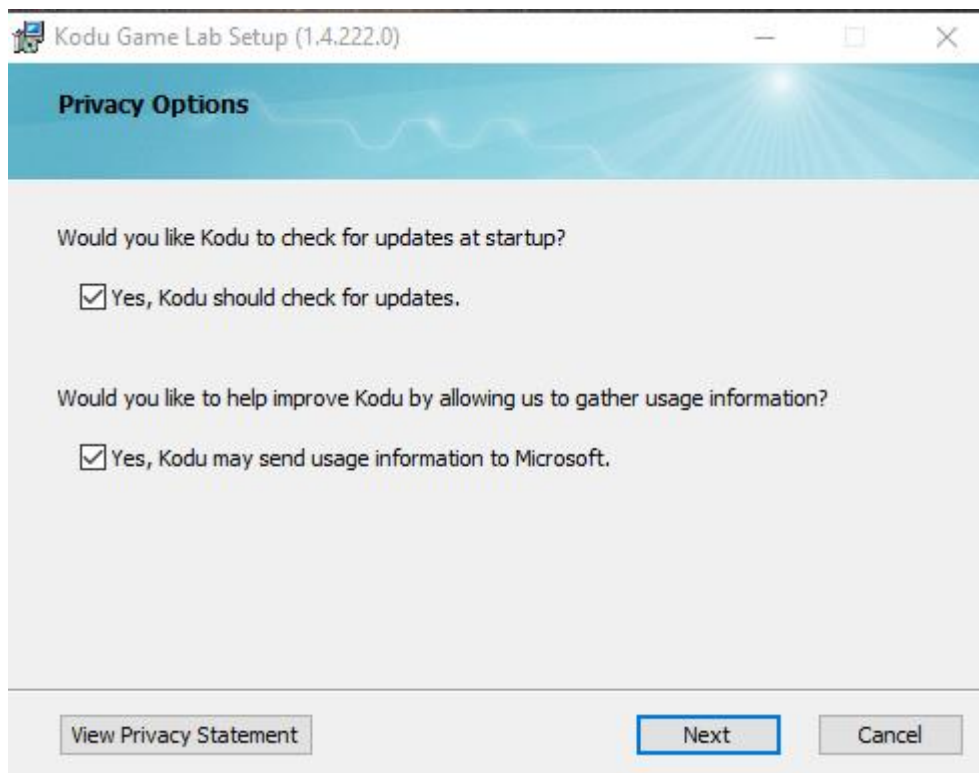 Kodu Game Lab Setup (1.4.222.0)
Privacy Options
Would you like Kodu to check for updates at startup?
Yes, Kodu should check for updates.
Would you like to help improve Kodu by allowing us to gather usage information?
Yes, Kodu may send usage information to Microsoft.
View Privacy Statement
Next
Cancel